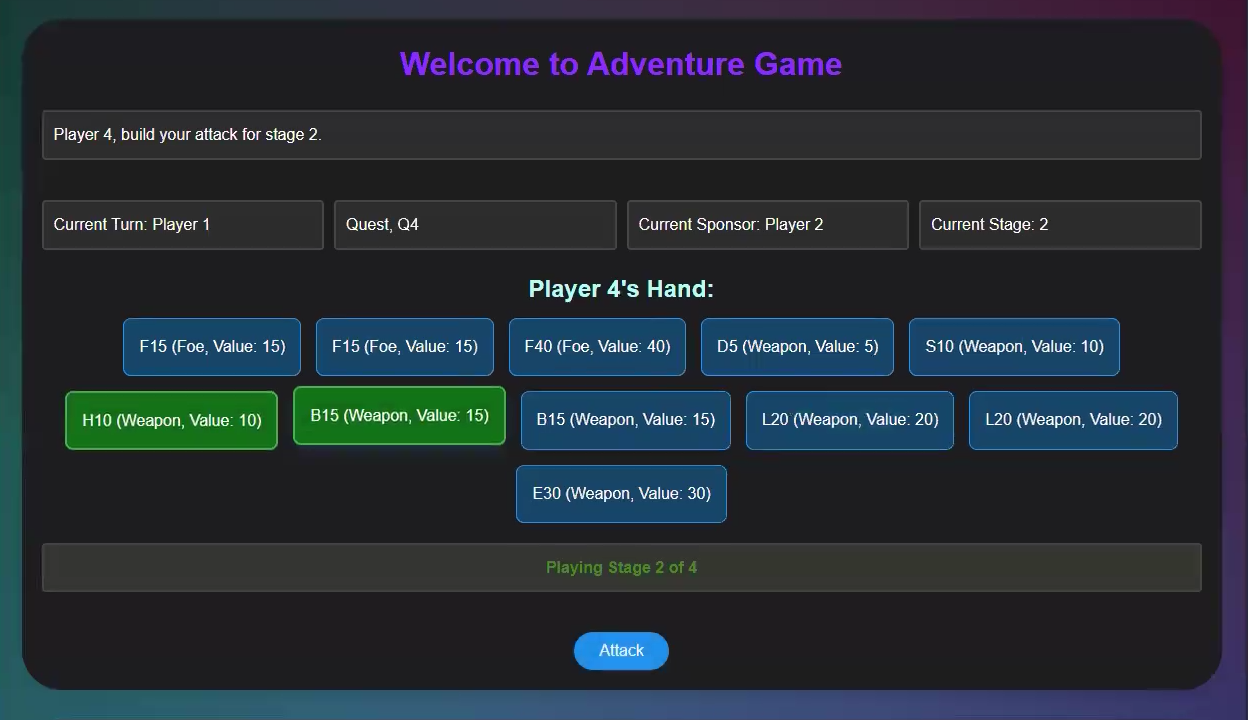 Welcome to Adventure Game
Player 4, build your attack for stage 2.
Current Turn: Player 1
Quest, Q4
Current Sponsor: Player 2
Current Stage: 2
Player 4's Hand:
F15 (Foe, Value: 15)
F15 (Foe, Value: 15)
F40 (Foe, Value: 40)
D5 (Weapon, Value: 5)
S10 (Weapon, Value: 10)
H10 (Weapon, Value: 10)
B15 (Weapon, Value: 15)
B15 (Weapon, Value: 15)
L20 (Weapon, Value: 20)
L20 (Weapon, Value: 20)
E30 (Weapon, Value: 30)
Playing Stage 2 of 4
Attack